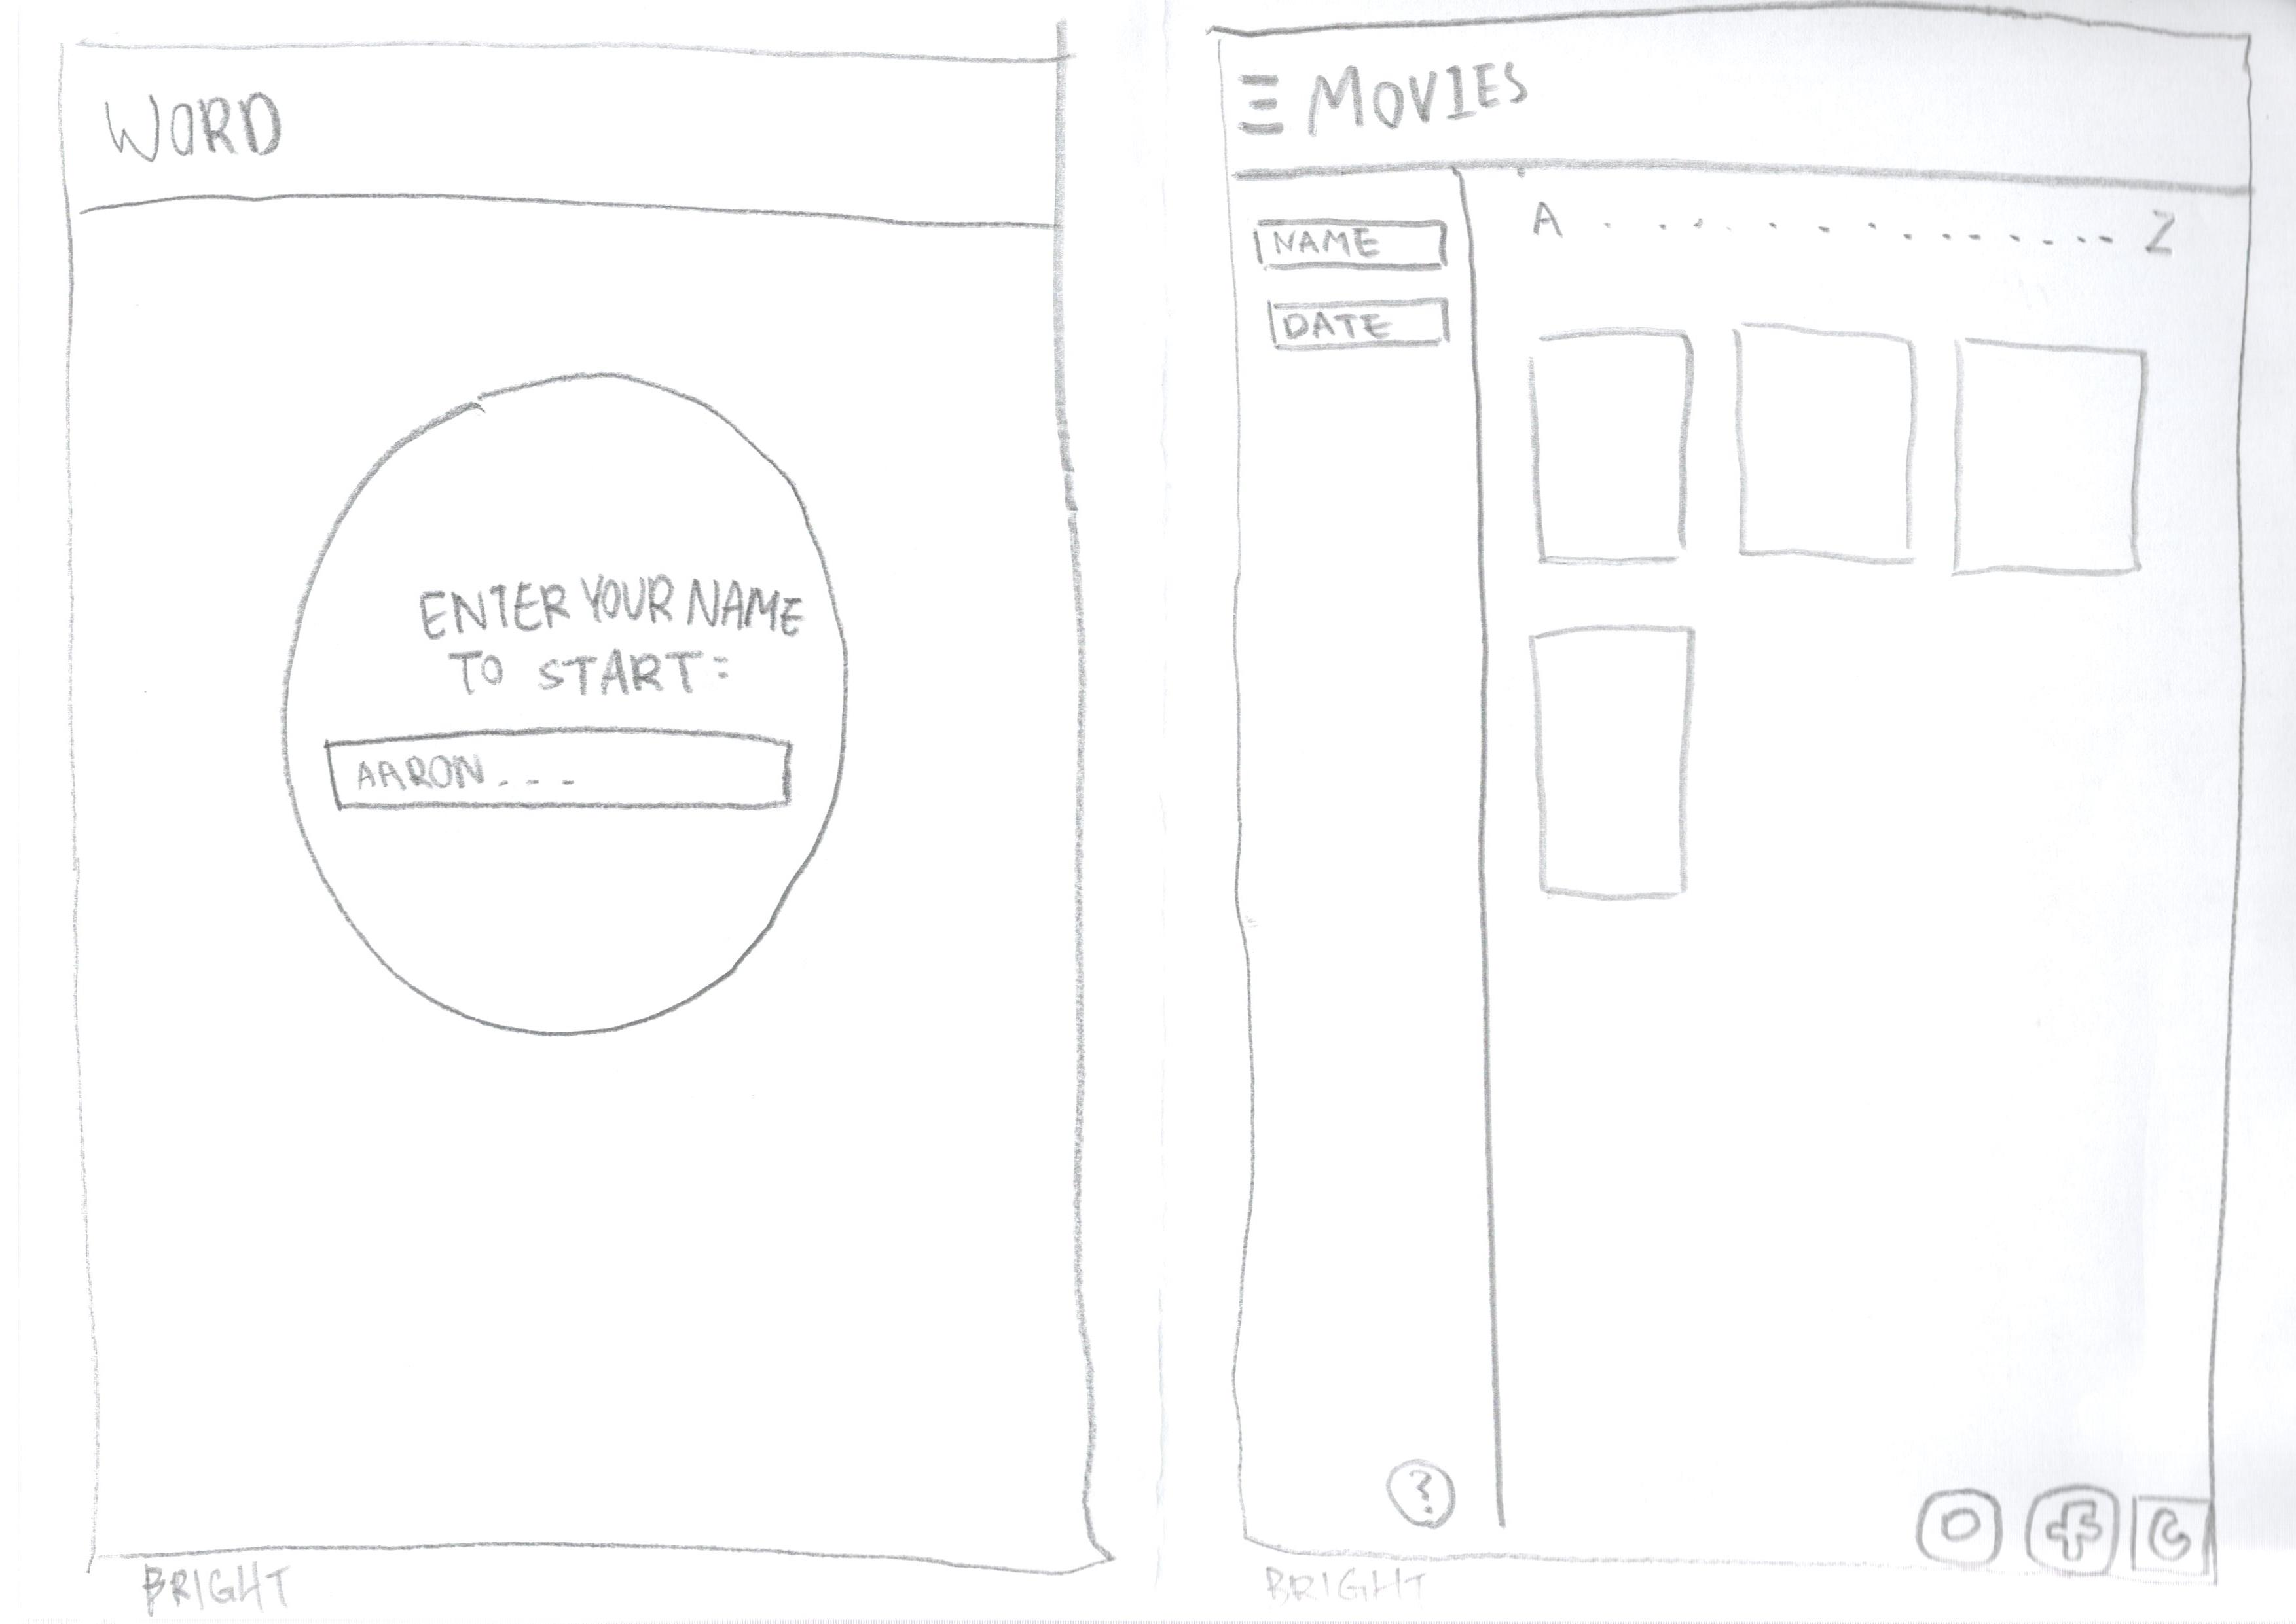 WORD
ENTER YOUR NAME
TO START:
AARON...
BRIGHT
MOVIES
NAME
DATE
A . . . . . . . . . . . . . Z
?
f
BRIGHT